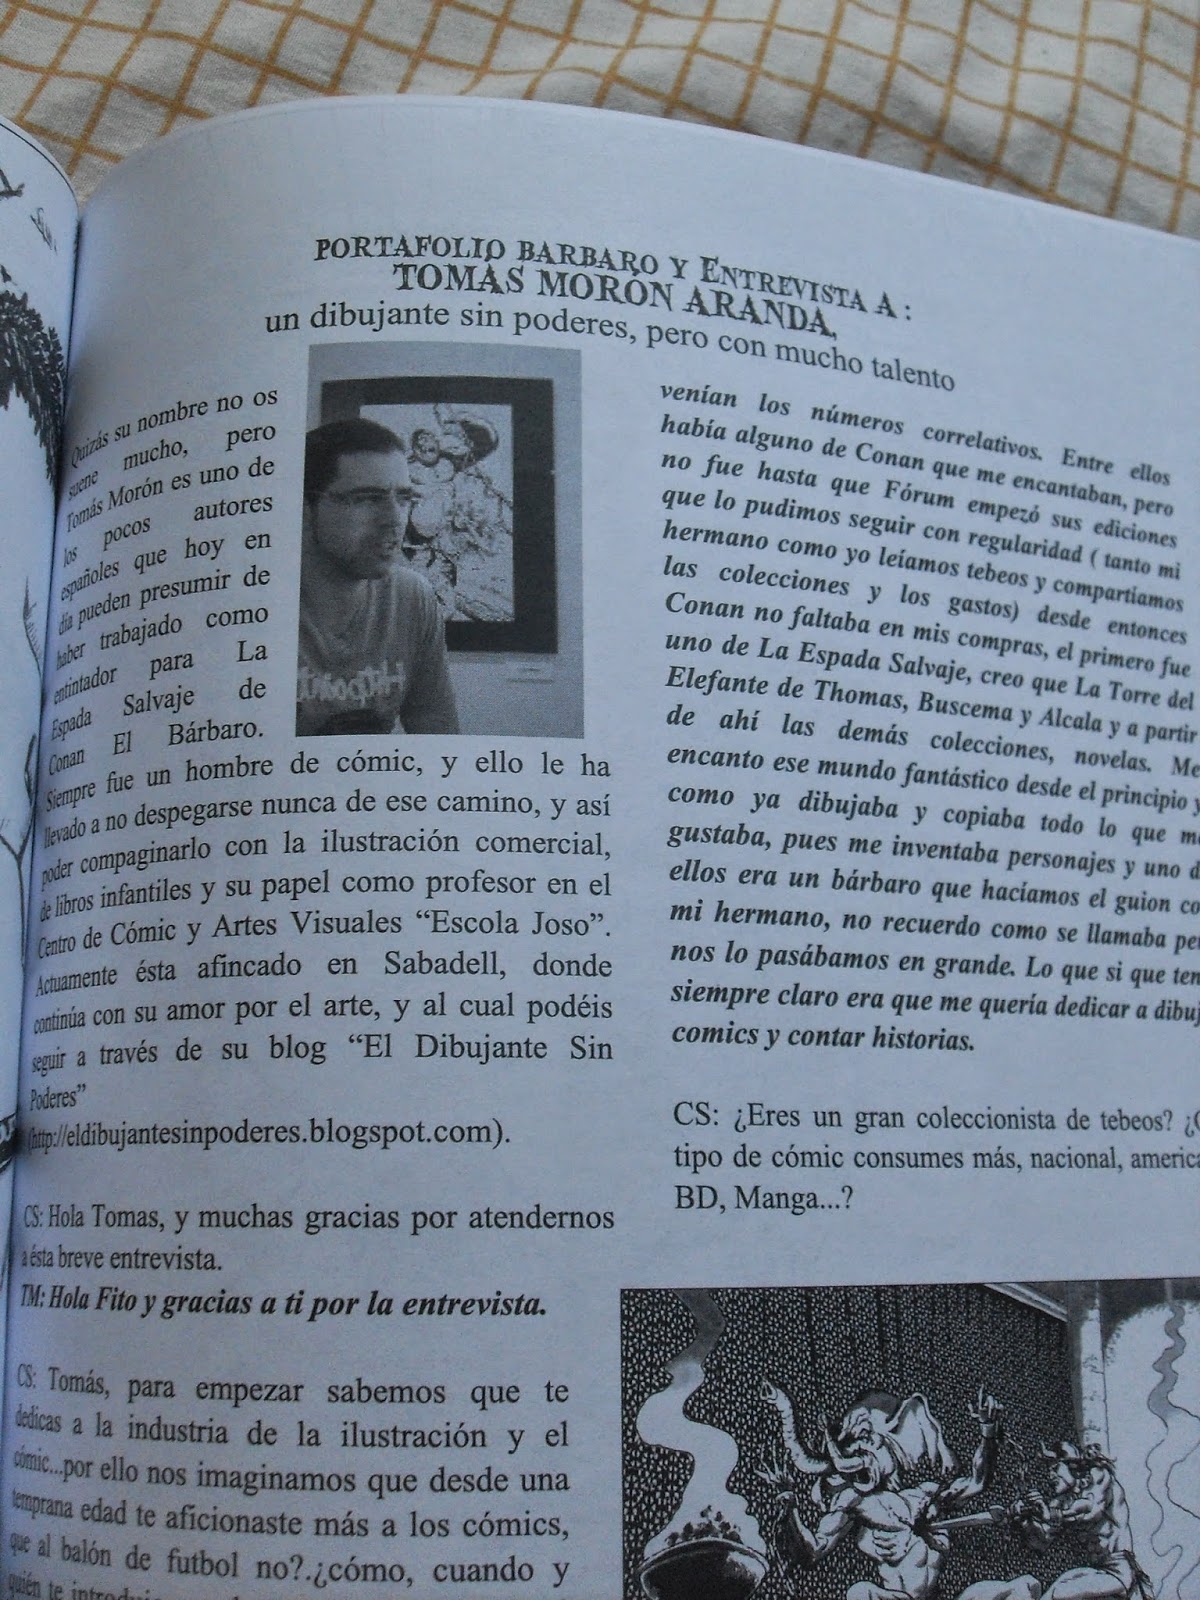 PORTAFOLIO BARBARO Y ENTREVISTA A :
TOMÁS MORÓN ARANDA,
un dibujante sin poderes, pero con mucho talento
Quizás su nombre no os
suene mucho, pero
Tomás Morón es uno de
los pocos autores
españoles que hoy en
día pueden presumir de
haber trabajado como
entintador para La
Espada Salvaje de
Conan El Bárbaro.
Siempre fue un hombre de cómic, y ello le ha
llevado a no despegarse nunca de ese camino, y así
poder compaginarlo con la ilustración comercial,
de libros infantiles y su papel como profesor en el
Centro de Cómic y Artes Visuales “Escola Joso”.
Actuamente ésta afincado en Sabadell, donde
continúa con su amor por el arte, y al cual podéis
seguir a través de su blog “El Dibujante Sin
Poderes”
(http://eldibujantesinpoderes.blogspot.com).
CS: Hola Tomas, y muchas gracias por atendernos
a ésta breve entrevista.
TM: Hola Fito y gracias a ti por la entrevista.
CS: Tomás, para empezar sabemos que te
dedicas a la industria de la ilustración y el
cómic...por ello nos imaginamos que desde una
temprana edad te aficionaste más a los cómics,
que al balón de futbol no?.¿cómo, cuando y
quién te
venían los números correlativos. Entre ellos
había alguno de Conan que me encantaban, pero
no fue hasta que Fórum empezó sus ediciones
que lo pudimos seguir con regularidad ( tanto mi
hermano como yo leíamos tebeos y compartiamos
las colecciones y los gastos) desde entonces
Conan no faltaba en mis compras, el primero fue
uno de La Espada Salvaje, creo que La Torre del
Elefante de Thomas, Buscema y Alcala y a partir
de ahí las demás colecciones, novelas. Me
encanto ese mundo fantástico desde el principio y
como ya dibujaba y copiaba todo lo que m
gustaba, pues me inventaba personajes y uno d
ellos era un bárbaro que hacíamos el guion co
mi hermano, no recuerdo como se llamaba pe
nos lo pasábamos en grande. Lo que si que ten
siempre claro era que me quería dedicar a dibuj
comics y contar historias.
CS: ¿Eres un gran coleccionista de tebeos?
tipo de cómic consumes más, nacional, america
BD, Manga...?